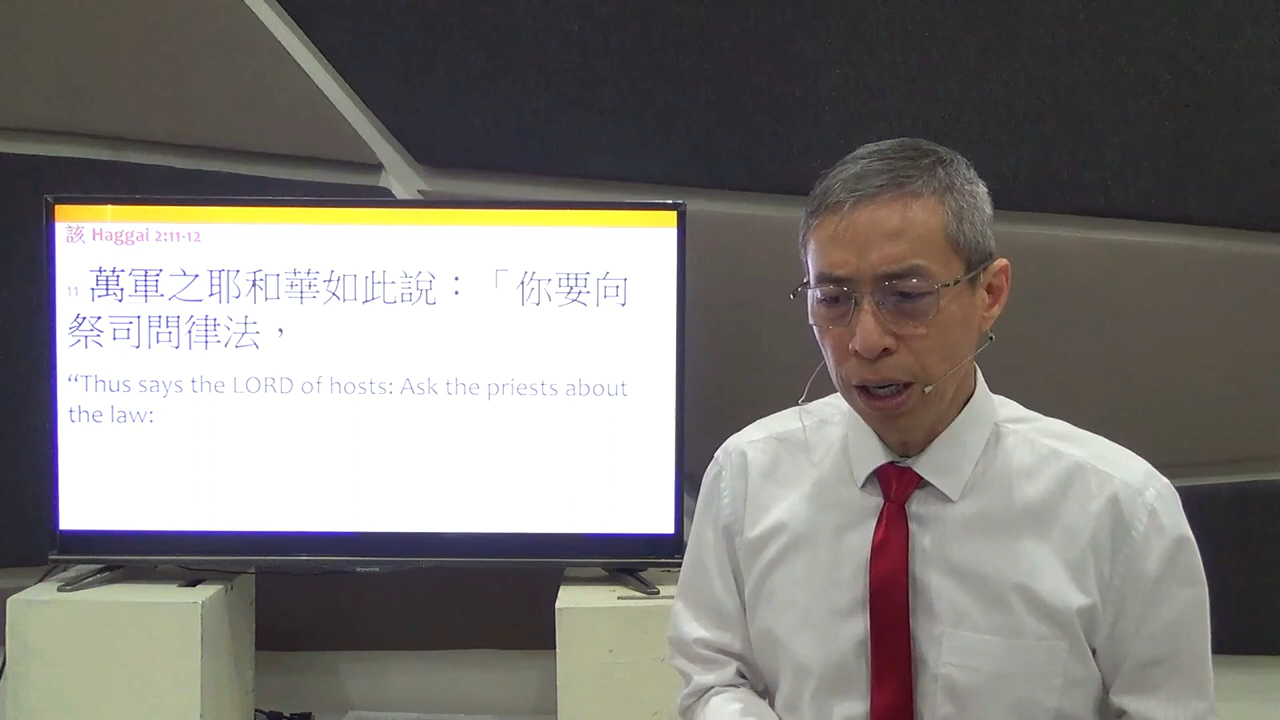 該 Haggai 2:11-12
11 萬軍之耶和華如此說：「你要向
祭司問律法，
“Thus says the LORD of hosts: Ask the priests about
the law: